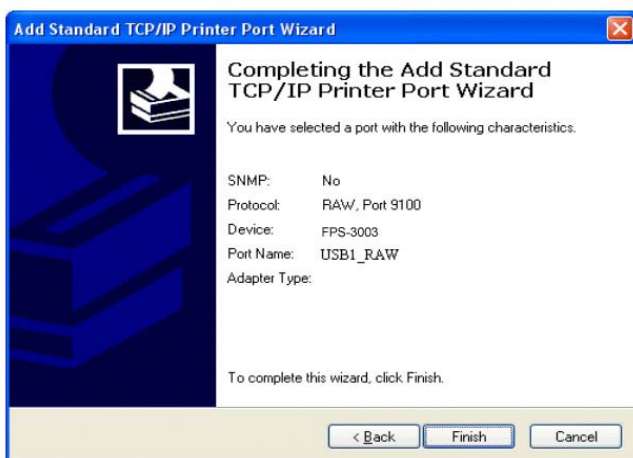 Add Standard TCP/IP Printer Port Wizard
Completing the Add Standard
TCP/IP Printer Port Wizard
You have selected a port with the following characteristics.
SNMP: No
Protocol: RAW, Port 9100
Device: FPS-3003
Port Name: USB1_RAW
Adapter Type:
To complete this wizard, click Finish.
< Back Finish Cancel